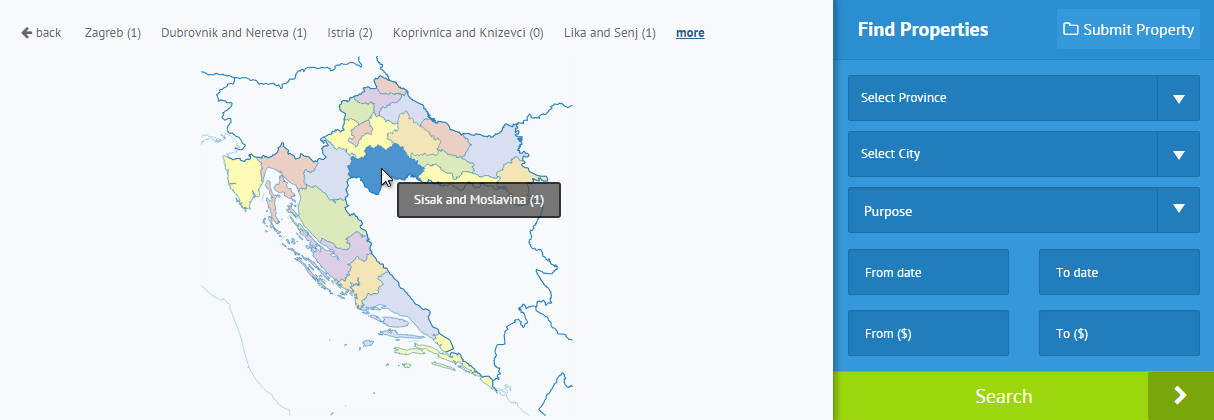 back Zagreb (1) Dubrovnik and Neretva (1) Istria (2) Koprivnica and Knizevci (0) Lika and Senj (1) more
Sisak and Moslavina (1)
Find Properties Submit Property
Select Province
Select City
Purpose
From date To date
From ($) To ($)
Search